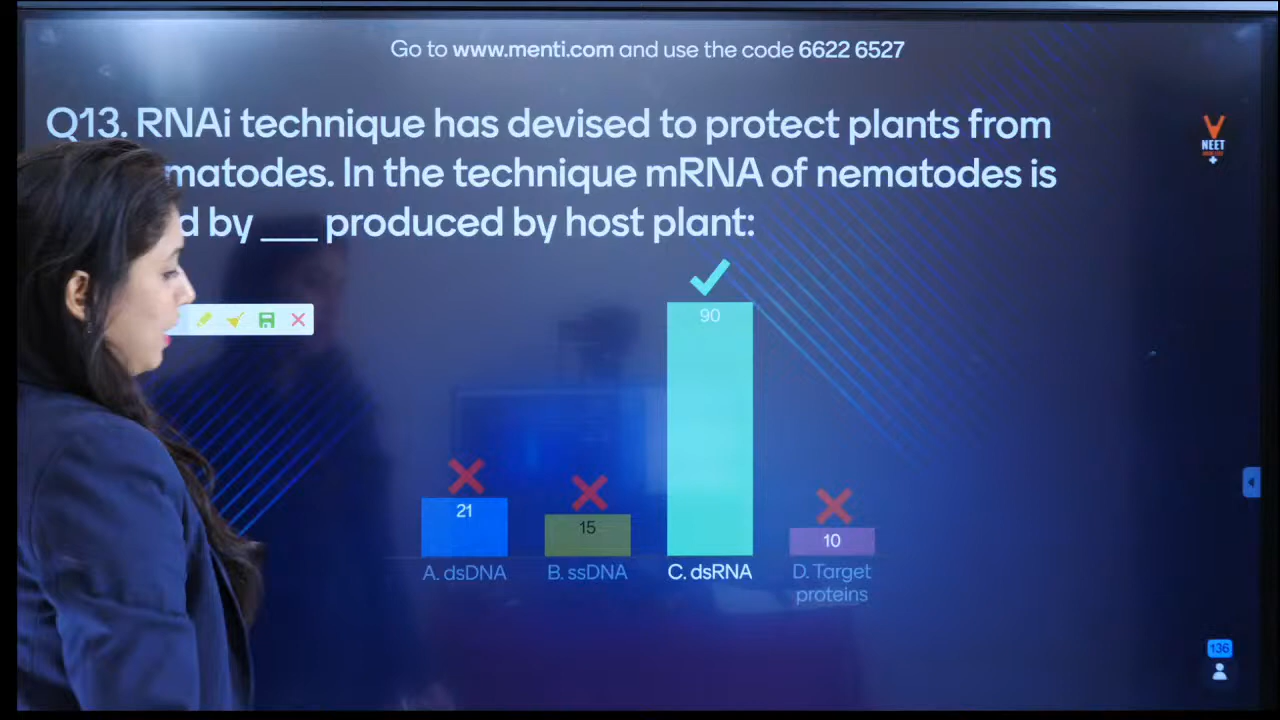 Go to www.menti.com and use the code 6622 6527
Q13. RNAi technique has devised to protect plants from
matodes. In the technique mRNA of nematodes is
d by ___ produced by host plant:
NEET
90
21
15
10
A. dsDNA
B. ssDNA
C. dsRNA
D. Target
proteins
136